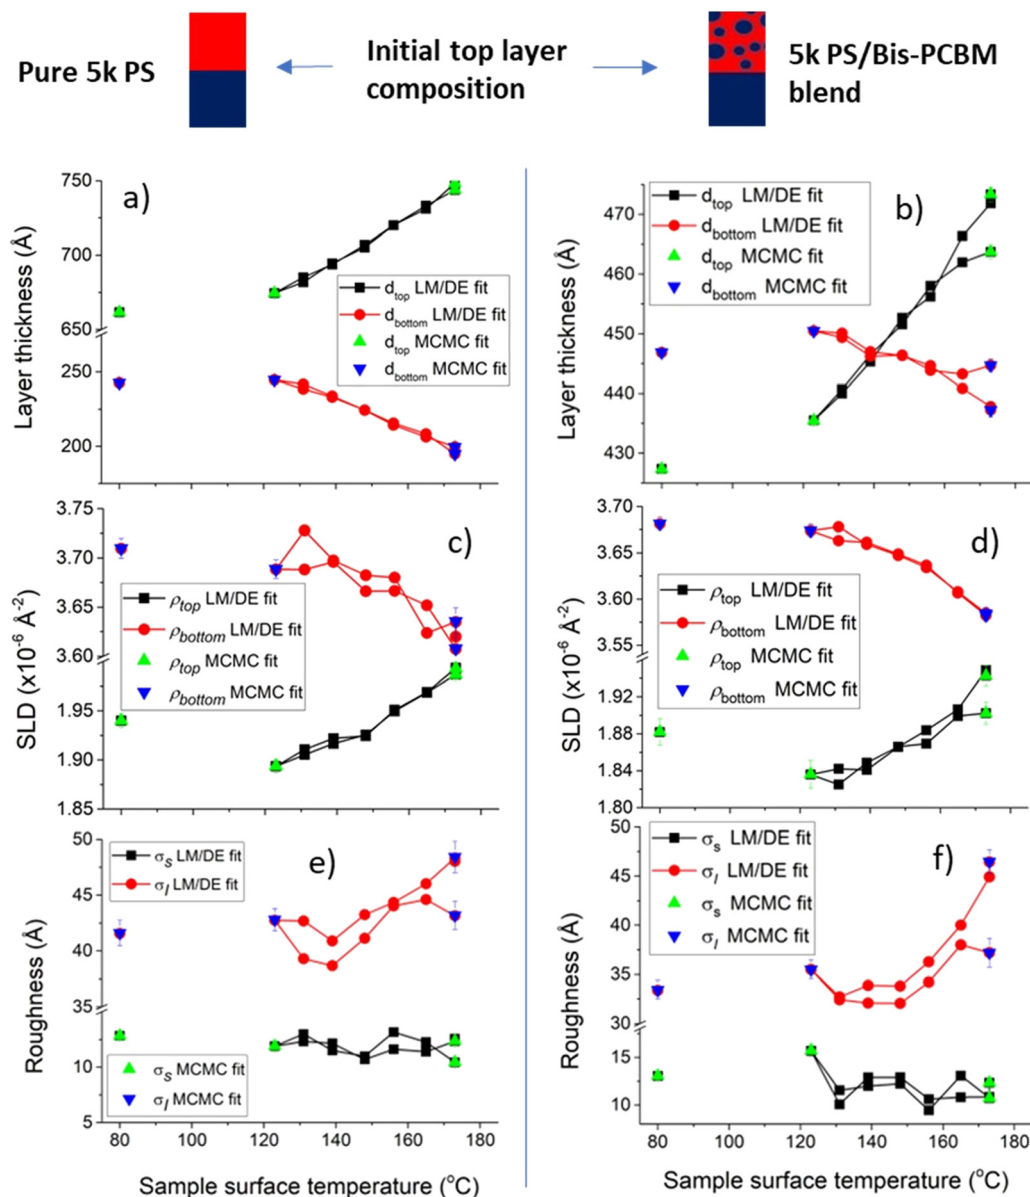 Pure 5k PS
Initial top layer
composition
5k PS/Bis-PCBM
blend
a)
Layer thickness (Å)
750
700
650
250
200
d_top LM/DE fit
d_bottom LM/DE fit
d_top MCMC fit
d_bottom MCMC fit
b)
Layer thickness (Å)
470
460
450
440
430
d_top LM/DE fit
d_bottom LM/DE fit
d_top MCMC fit
d_bottom MCMC fit
c)
SLD (x10⁻⁶ Å⁻²)
3.75
3.70
3.65
3.60
1.95
1.90
1.85
ρ_top LM/DE fit
ρ_bottom LM/DE fit
ρ_top MCMC fit
ρ_bottom MCMC fit
d)
SLD (x10⁻⁶ Å⁻²)
3.70
3.65
3.60
3.55
1.92
1.88
1.84
1.80
ρ_top LM/DE fit
ρ_bottom LM/DE fit
ρ_top MCMC fit
ρ_bottom MCMC fit
e)
Roughness (Å)
50
45
40
35
10
5
σ_s LM/DE fit
σ_l LM/DE fit
σ_s MCMC fit
σ_l MCMC fit
80 100 120 140 160 180
Sample surface temperature (°C)
f)
Roughness (Å)
50
45
40
35
30
15
10
σ_s LM/DE fit
σ_l LM/DE fit
σ_s MCMC fit
σ_l MCMC fit
80 100 120 140 160 180
Sample surface temperature (°C)